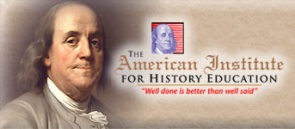 THE
American Institute
FOR HISTORY EDUCATION
"Well done is better than well said"